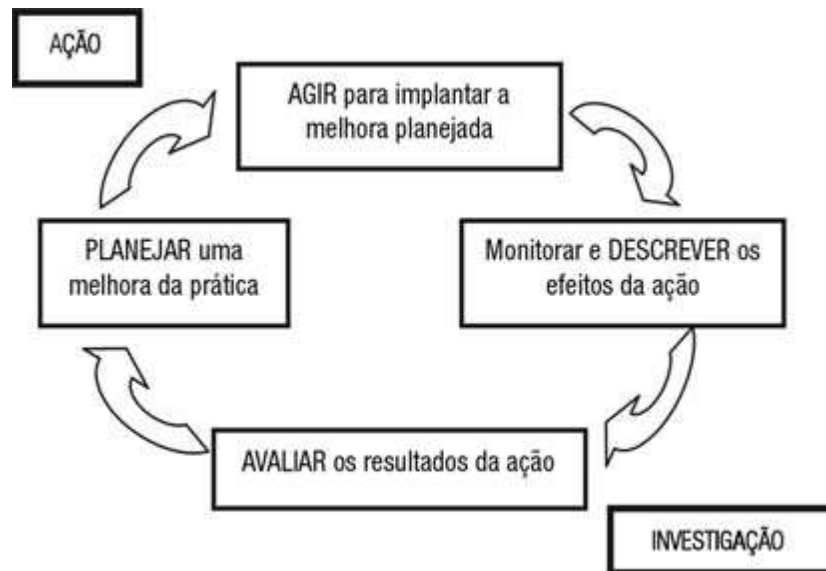 AÇÃO
AGIR para implantar a
melhora planejada
PLANEJAR uma
melhora da prática
Monitorar e DESCREVER os
efeitos da ação
AVALIAR os resultados da ação
INVESTIGAÇÃO